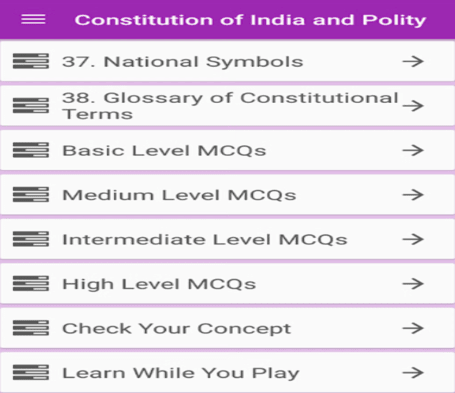 Constitution of India and Polity
37. National Symbols
38. Glossary of Constitutional
Terms
Basic Level MCQs
Medium Level MCQs
Intermediate Level MCQs
High Level MCQs
Check Your Concept
Learn While You Play